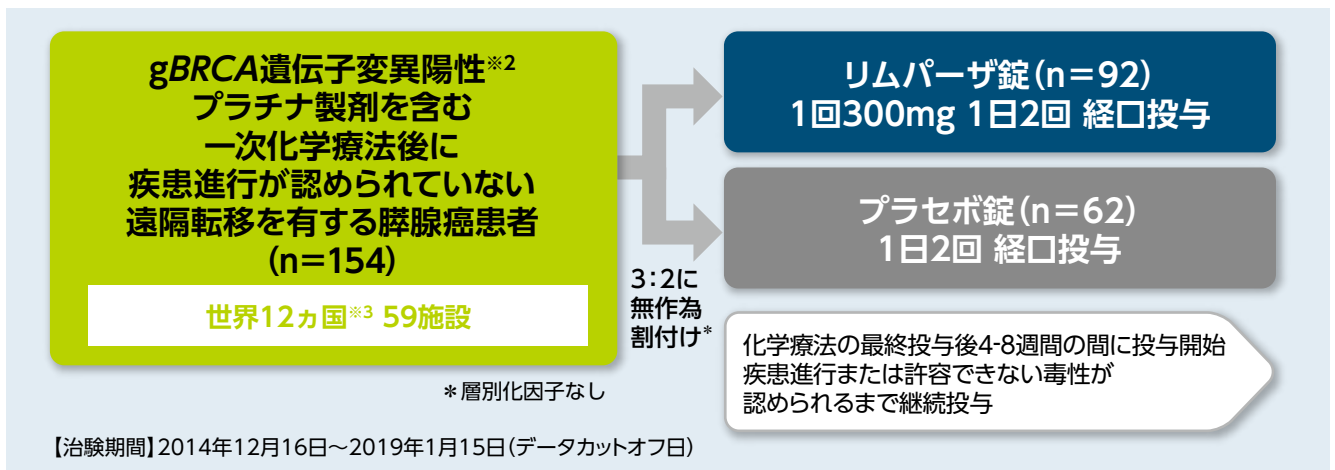 gBRCA遺伝子変異陽性※2
プラチナ製剤を含む
一次化学療法後に
疾患進行が認められていない
遠隔転移を有する膵腺癌患者
(n=154)
世界12ヵ国※3 59施設
3:2に
無作為
割付け*
*層別化因子なし
リムパーザ錠(n=92)
1回300mg 1日2回 経口投与
プラセボ錠(n=62)
1日2回 経口投与
化学療法の最終投与後4-8週間の間に投与開始
疾患進行または許容できない毒性が
認められるまで継続投与
【治験期間】2014年12月16日~2019年1月15日(データカットオフ日)